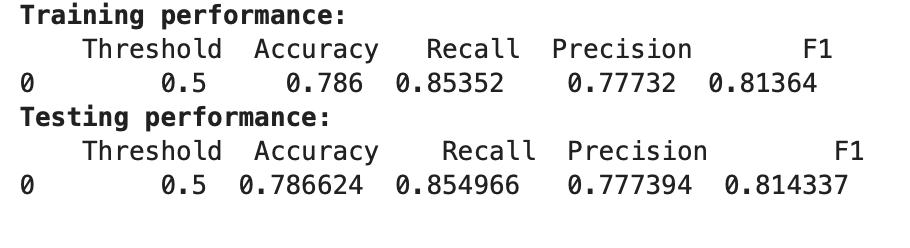 Training performance:
Threshold Accuracy Recall Precision F1
0 0.5 0.786 0.85352 0.77732 0.81364
Testing performance:
Threshold Accuracy Recall Precision F1
0 0.5 0.786624 0.854966 0.777394 0.814337